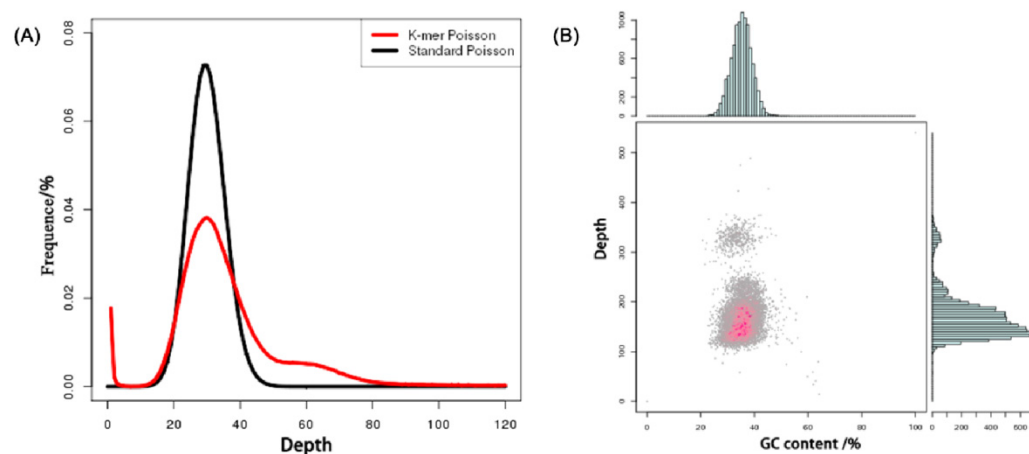 (A)
K-mer Poisson
Standard Poisson
0.08
0.06
0.04
0.02
0.00
Frequence/%
0 20 40 60 80 100 120
Depth
(B)
1000
600
200
0
500
400
300
200
100
0
Depth
0 20 40 60 80 100
GC content /%
0 200 400 600